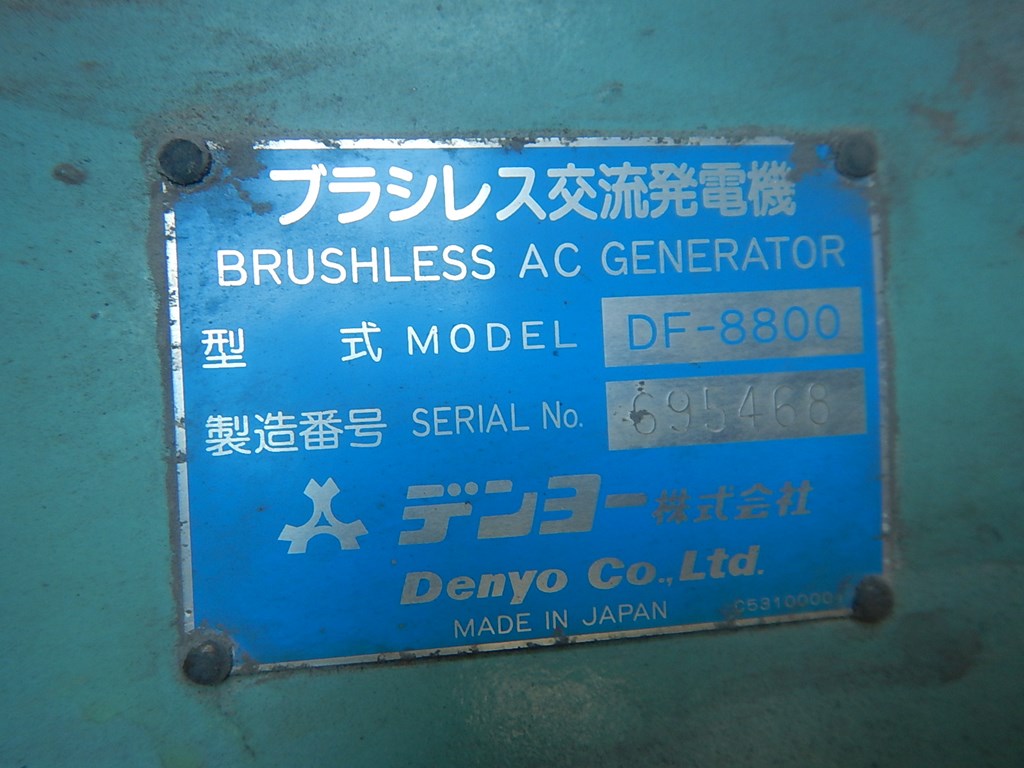 ブラシレス交流発電機
BRUSHLESS AC GENERATOR
型 式 MODEL DF-8800
製造番号 SERIAL No. 695468
デンヨー株式会社
Denyo Co., Ltd.
MADE IN JAPAN